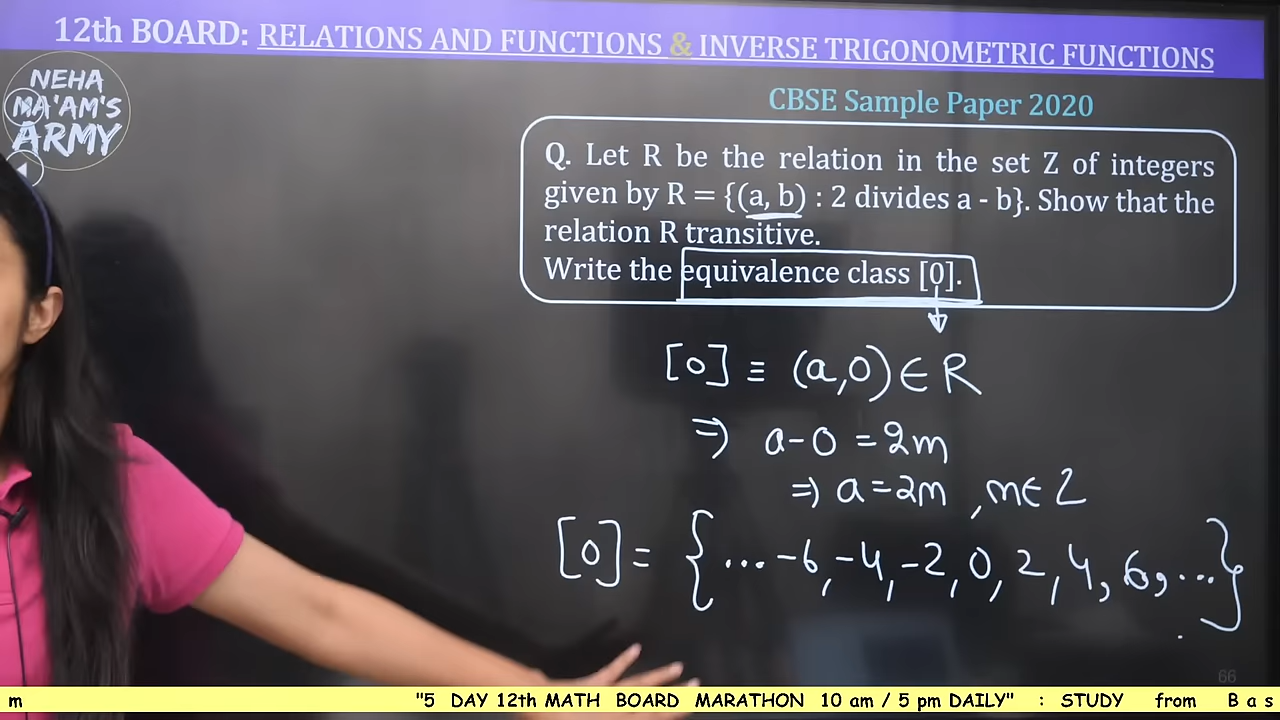 12th BOARD: RELATIONS AND FUNCTIONS & INVERSE TRIGONOMETRIC FUNCTIONS
NEHA
MA'AM'S
ARMY
CBSE Sample Paper 2020
Q. Let R be the relation in the set Z of integers
given by R = {(a, b) : 2 divides a - b}. Show that the
relation R transitive.
Write the equivalence class [0].
[0] ≡ (a,0) ∈ R
⇒ a-0 = 2m
⇒ a=2m , m∈ Z
[0] = {... -6, -4, -2, 0, 2, 4, 6, ...}
66
m "5 DAY 12th MATH BOARD MARATHON 10 am / 5 pm DAILY" : STUDY from Bas